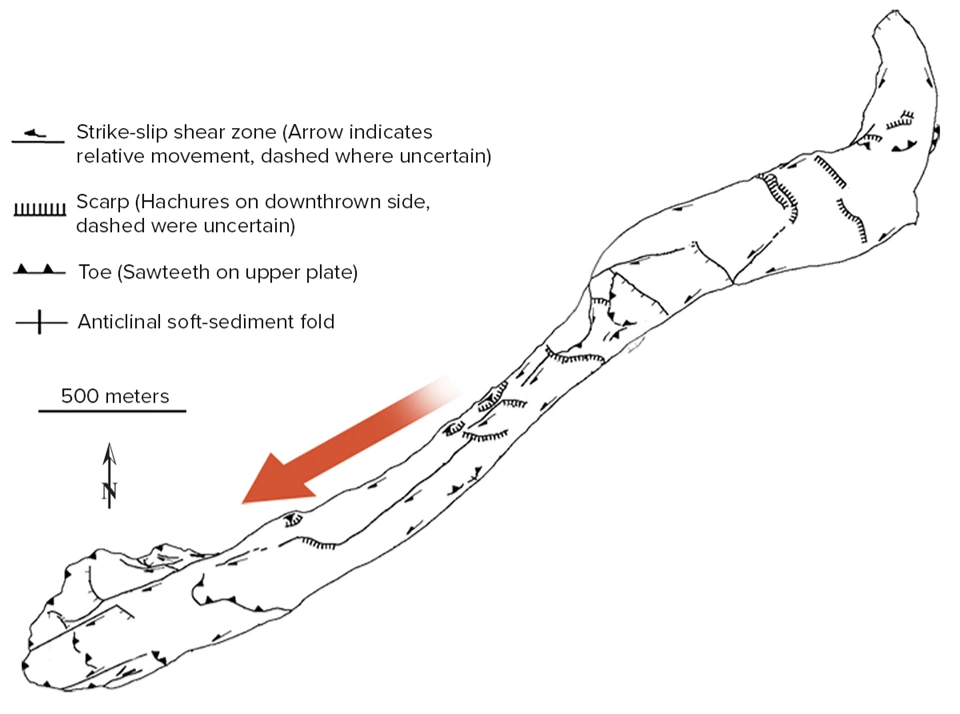 Strike-slip shear zone (Arrow indicates
relative movement, dashed where uncertain)
Scarp (Hachures on downthrown side,
dashed were uncertain)
Toe (Sawteeth on upper plate)
Anticlinal soft-sediment fold
500 meters
N